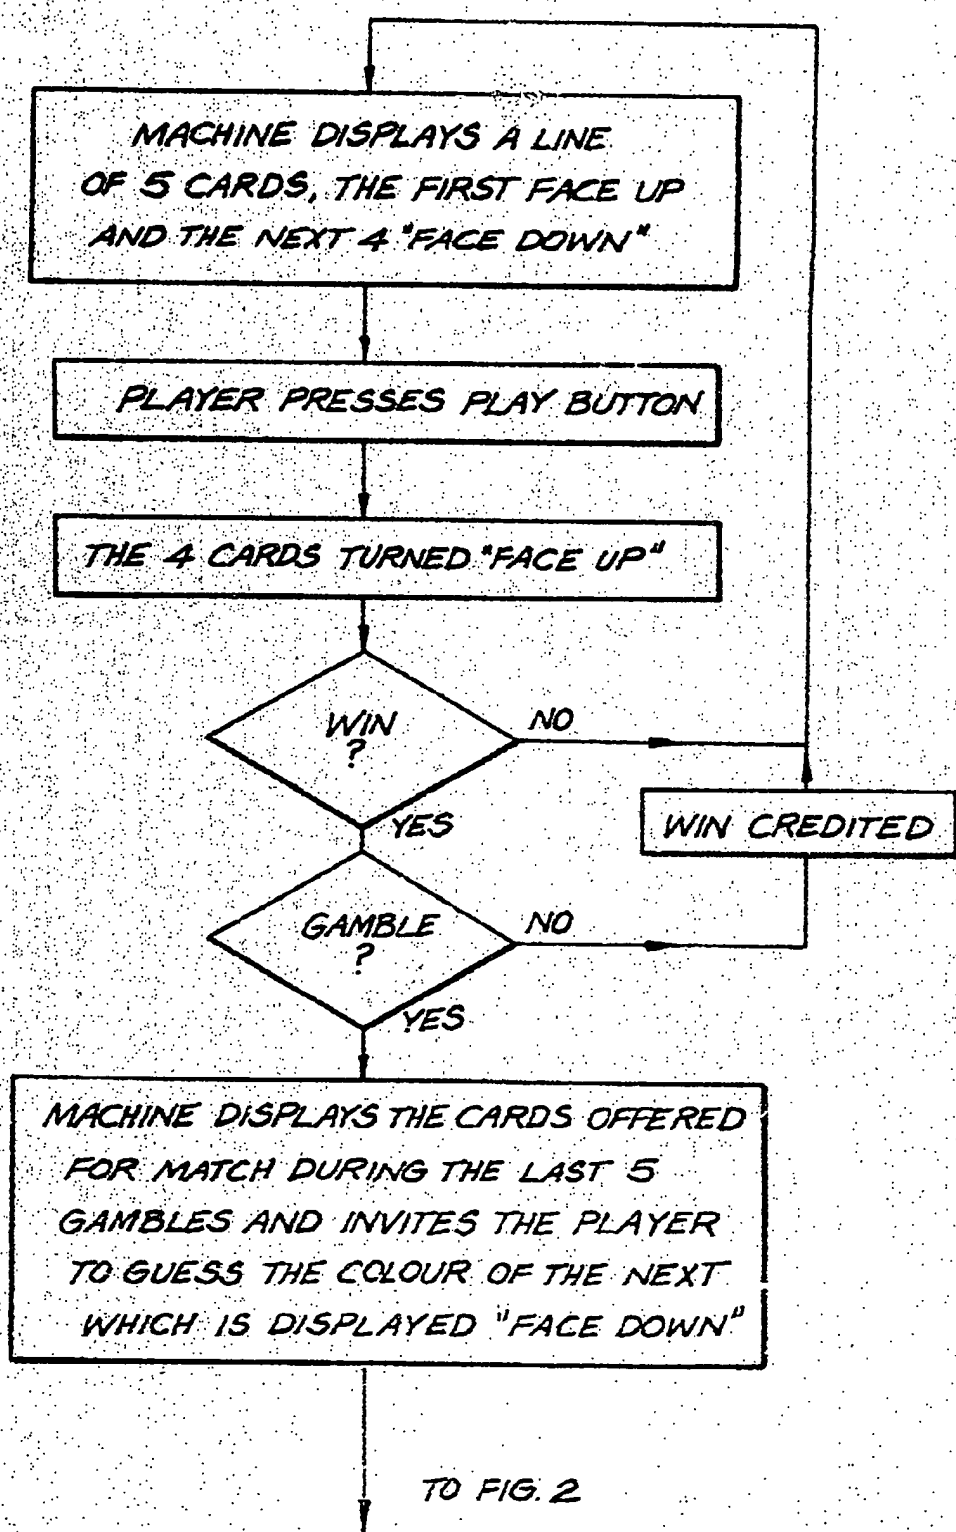 MACHINE DISPLAYS A LINE
OF 5 CARDS, THE FIRST FACE UP
AND THE NEXT 4 "FACE DOWN"
PLAYER PRESSES PLAY BUTTON
THE 4 CARDS TURNED "FACE UP"
WIN
?
NO
YES
WIN CREDITED
GAMBLE
?
NO
YES
MACHINE DISPLAYS THE CARDS OFFERED
FOR MATCH DURING THE LAST 5
GAMBLES AND INVITES THE PLAYER
TO GUESS THE COLOUR OF THE NEXT
WHICH IS DISPLAYED "FACE DOWN"
TO FIG. 2